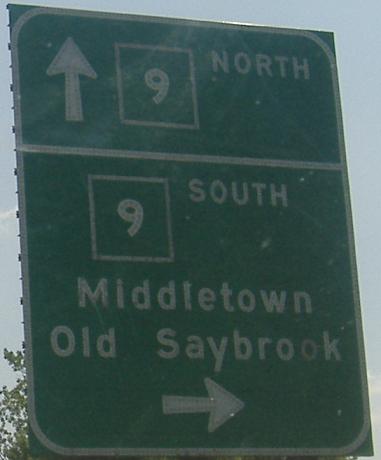 9 NORTH
9 SOUTH
Middletown
Old Saybrook